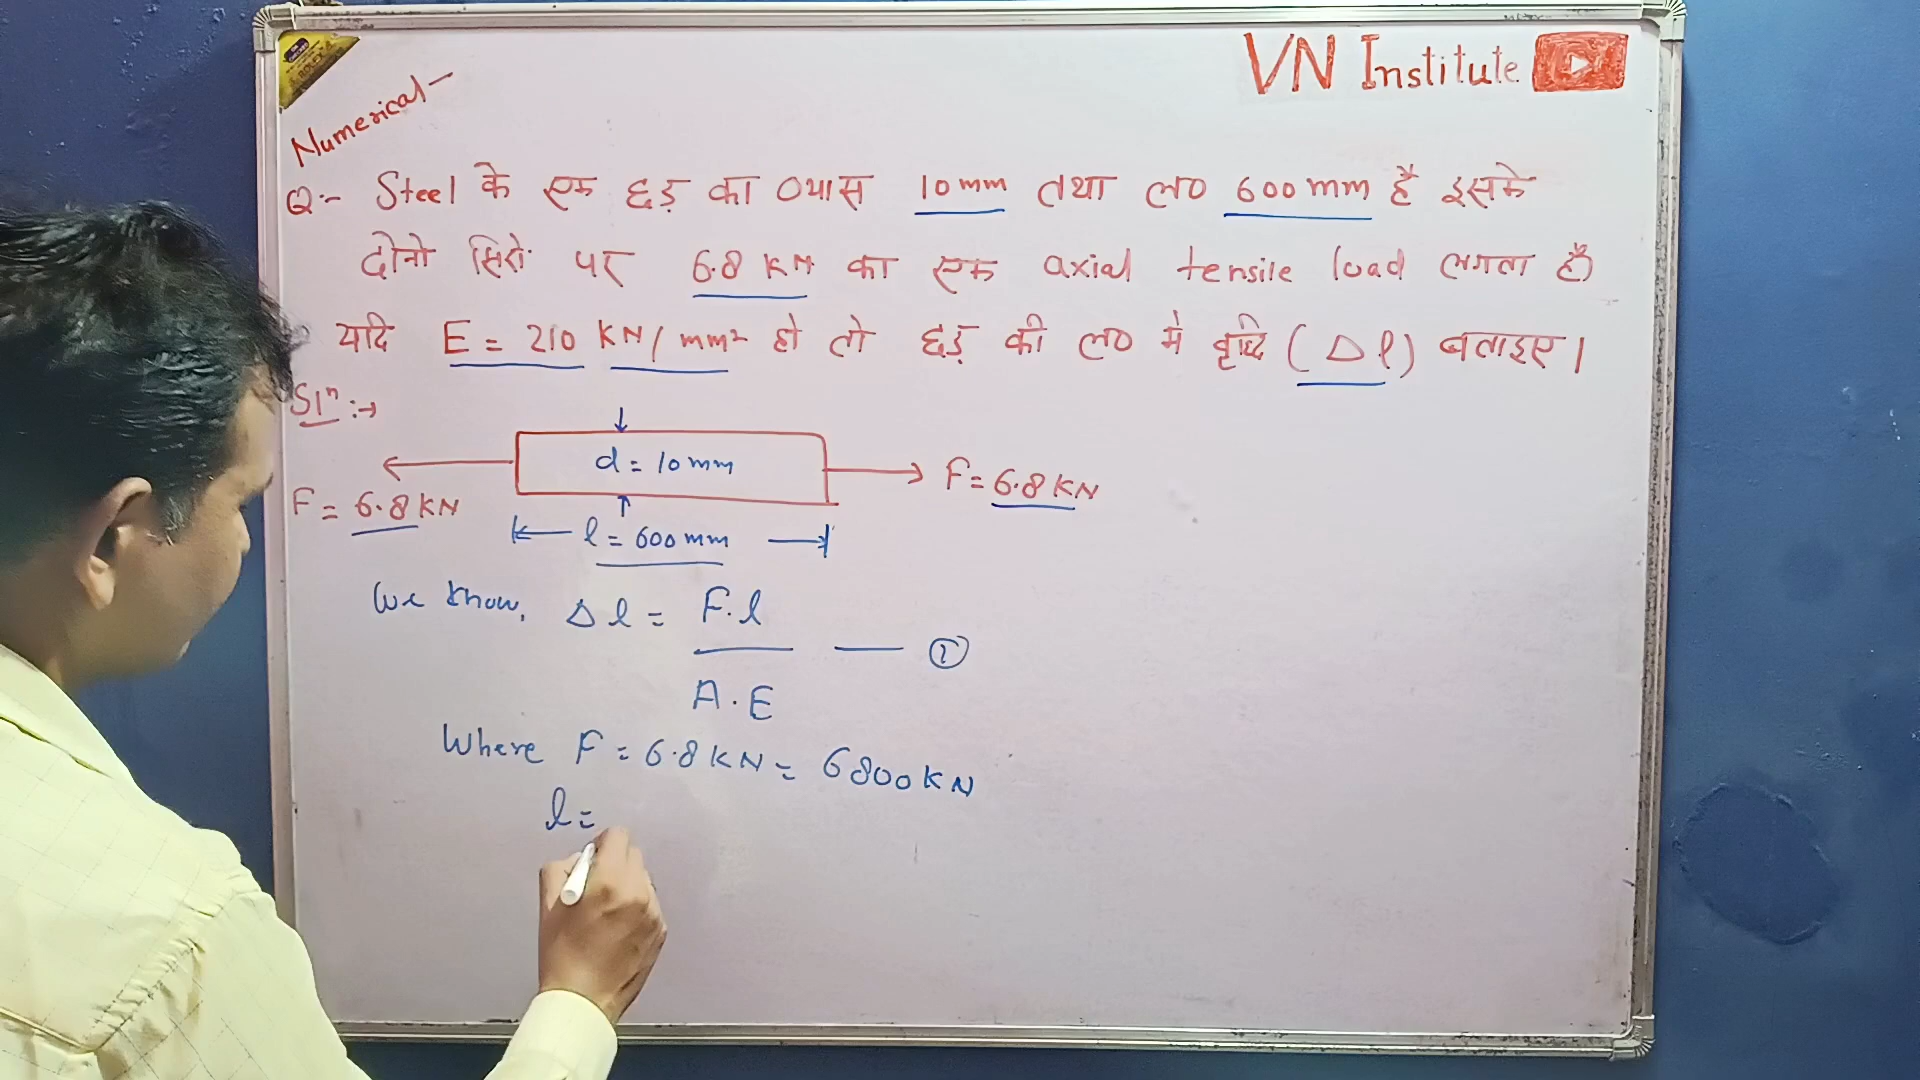 VN Institute
Numerical-
Q:- Steel के एक छड़ का व्यास 10 mm तथा ल० 600 mm है इसके
दोनो सिरो पर 6.8 KN का एक axial tensile load लगता है
यदि E = 210 KN/mm² हो तो छड़ की ल० मे वृद्धि (Δl) बताइए।
Slⁿ :→
d = 10 mm
F = 6.8 KN
F = 6.8 KN
l = 600 mm
We know, Δl = F.l
A.E
— ①
Where F = 6.8 KN = 6800 KN
l =